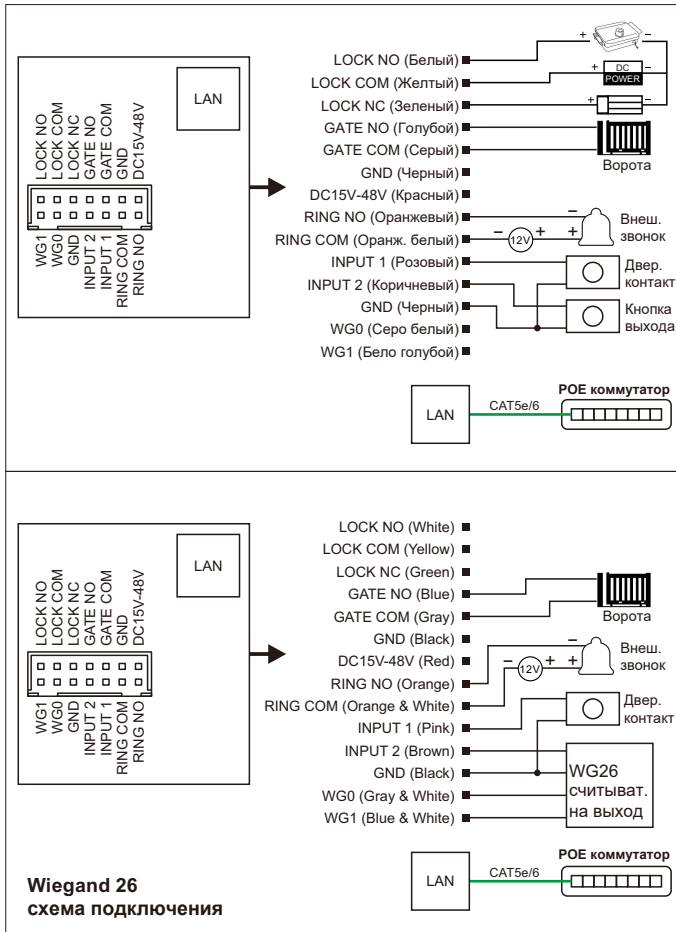 LAN
LOCK NO
LOCK COM
LOCK NC
GATE NO
GATE COM
GND
DC15V-48V
WG1
WG0
GND
INPUT 2
INPUT 1
RING COM
RING NO
LOCK NO (Белый)
LOCK COM (Желтый)
LOCK NC (Зеленый)
GATE NO (Голубой)
GATE COM (Серый)
GND (Черный)
DC15V-48V (Красный)
RING NO (Оранжевый)
RING COM (Оранж. белый)
INPUT 1 (Розовый)
INPUT 2 (Коричневый)
GND (Черный)
WG0 (Серо белый)
WG1 (Бело голубой)
+ −
+ DC −
POWER
+ −
Ворота
−
− 12V + +
Внеш.
звонок
Двер.
контакт
Кнопка
выхода
LAN
CAT5e/6
POE коммутатор
LAN
LOCK NO
LOCK COM
LOCK NC
GATE NO
GATE COM
GND
DC15V-48V
WG1
WG0
GND
INPUT 2
INPUT 1
RING COM
RING NO
LOCK NO (White)
LOCK COM (Yellow)
LOCK NC (Green)
GATE NO (Blue)
GATE COM (Gray)
GND (Black)
DC15V-48V (Red)
RING NO (Orange)
RING COM (Orange & White)
INPUT 1 (Pink)
INPUT 2 (Brown)
GND (Black)
WG0 (Gray & White)
WG1 (Blue & White)
Ворота
−
− 12V + +
Внеш.
звонок
Двер.
контакт
WG26
считыват.
на выход
LAN
CAT5e/6
POE коммутатор
Wiegand 26
схема подключения